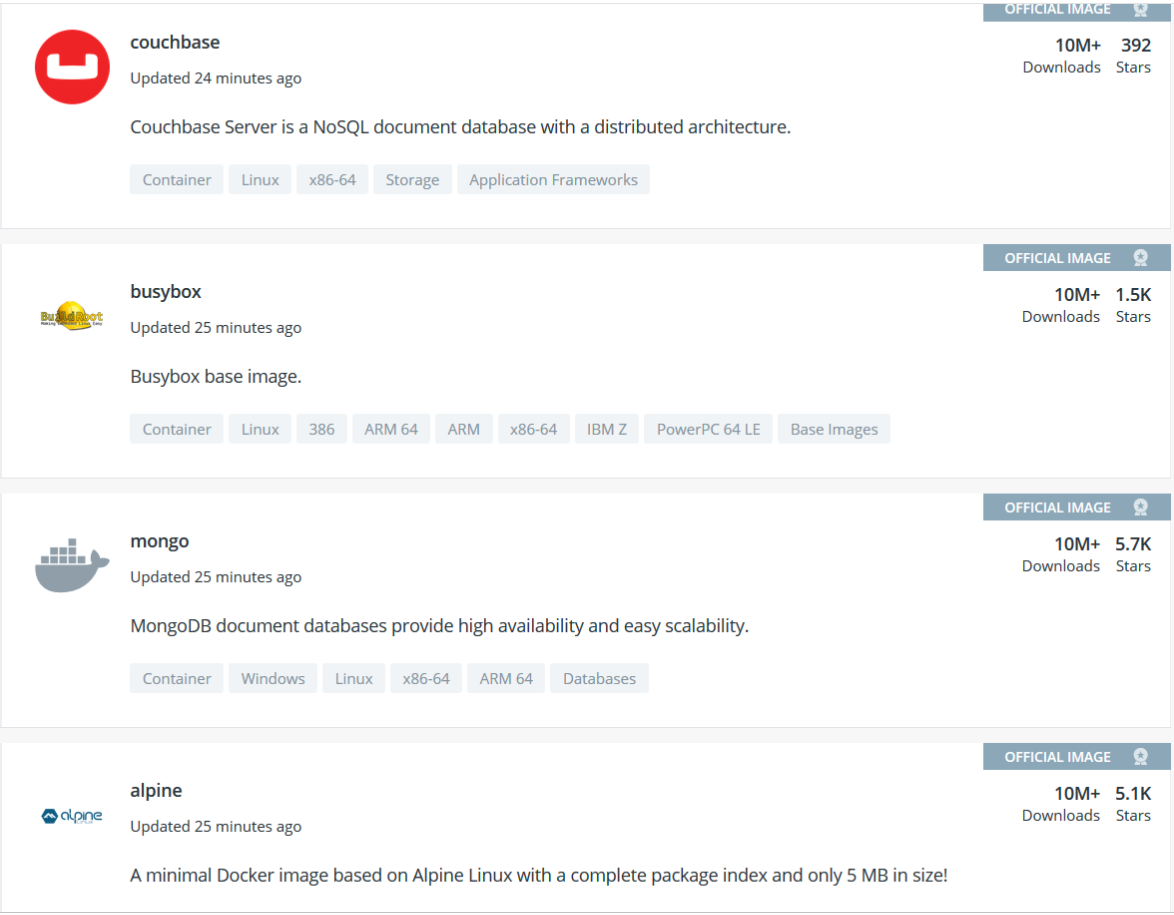 OFFICIAL IMAGE
couchbase
10M+ 392
Downloads Stars
Updated 24 minutes ago
Couchbase Server is a NoSQL document database with a distributed architecture.
Container Linux x86-64 Storage Application Frameworks
OFFICIAL IMAGE
busybox
10M+ 1.5K
Downloads Stars
BuildRoot
Making Embedded Linux Easy
Updated 25 minutes ago
Busybox base image.
Container Linux 386 ARM 64 ARM x86-64 IBM Z PowerPC 64 LE Base Images
OFFICIAL IMAGE
mongo
10M+ 5.7K
Downloads Stars
Updated 25 minutes ago
MongoDB document databases provide high availability and easy scalability.
Container Windows Linux x86-64 ARM 64 Databases
OFFICIAL IMAGE
alpine
10M+ 5.1K
Downloads Stars
alpine
Updated 25 minutes ago
A minimal Docker image based on Alpine Linux with a complete package index and only 5 MB in size!